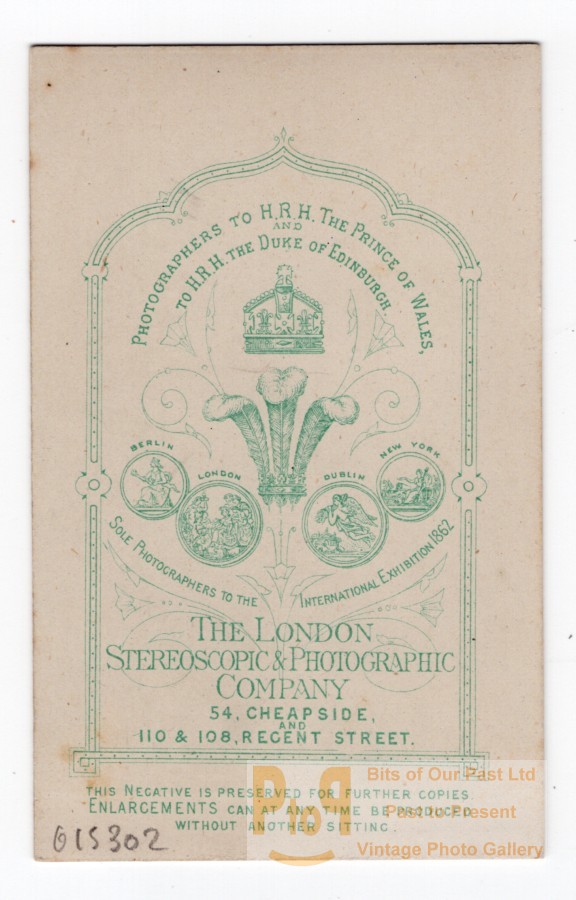 PHOTOGRAPHERS TO H.R.H. THE PRINCE OF WALES,
AND
TO H.R.H. THE DUKE OF EDINBURGH.
BERLIN
LONDON
DUBLIN
NEW YORK
SOLE PHOTOGRAPHERS TO THE INTERNATIONAL EXHIBITION 1862
THE LONDON
STEREOSCOPIC & PHOTOGRAPHIC
COMPANY
54, CHEAPSIDE,
AND
110 & 108, REGENT STREET.
THIS NEGATIVE IS PRESERVED FOR FURTHER COPIES
ENLARGEMENTS CAN AT ANY TIME BE PRODUCED
WITHOUT ANOTHER SITTING.
015302
PoP
Bits of Our Past Ltd
Past-to-Present
Vintage Photo Gallery